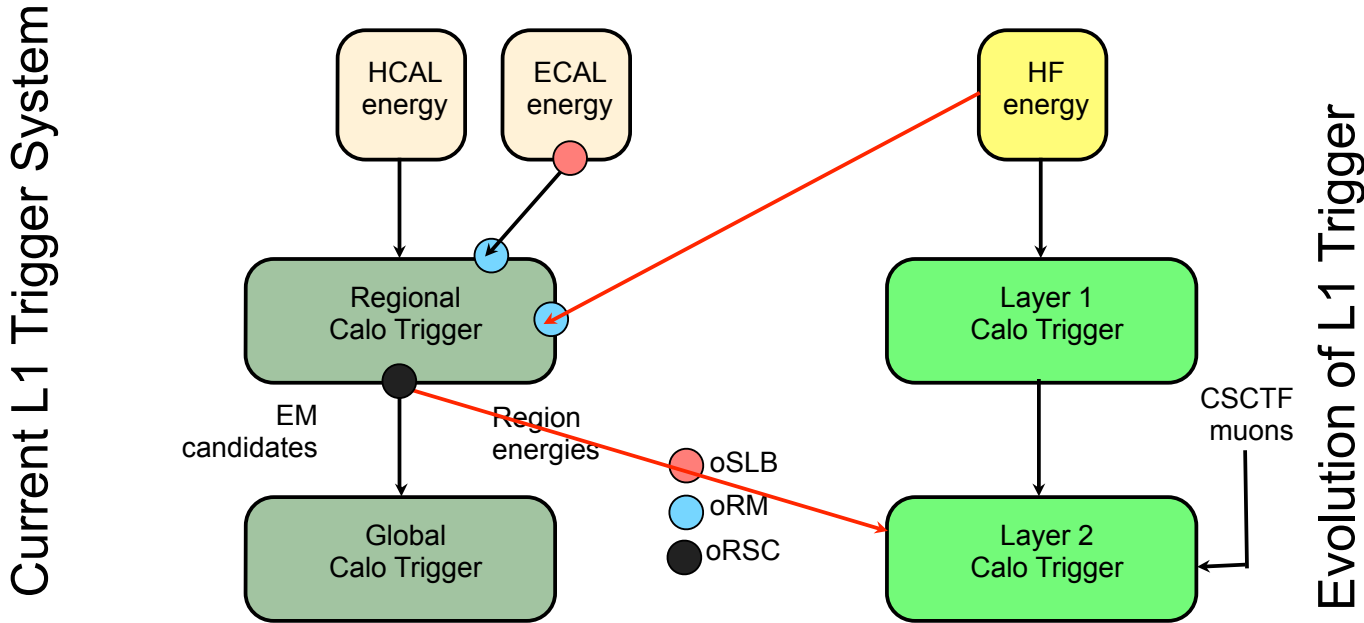 Current L1 Trigger System
HCAL
energy
ECAL
energy
HF
energy
Regional
Calo Trigger
Layer 1
Calo Trigger
EM
candidates
Region
energies
CSCTF
muons
oSLB
oRM
oRSC
Global
Calo Trigger
Layer 2
Calo Trigger
Evolution of L1 Trigger